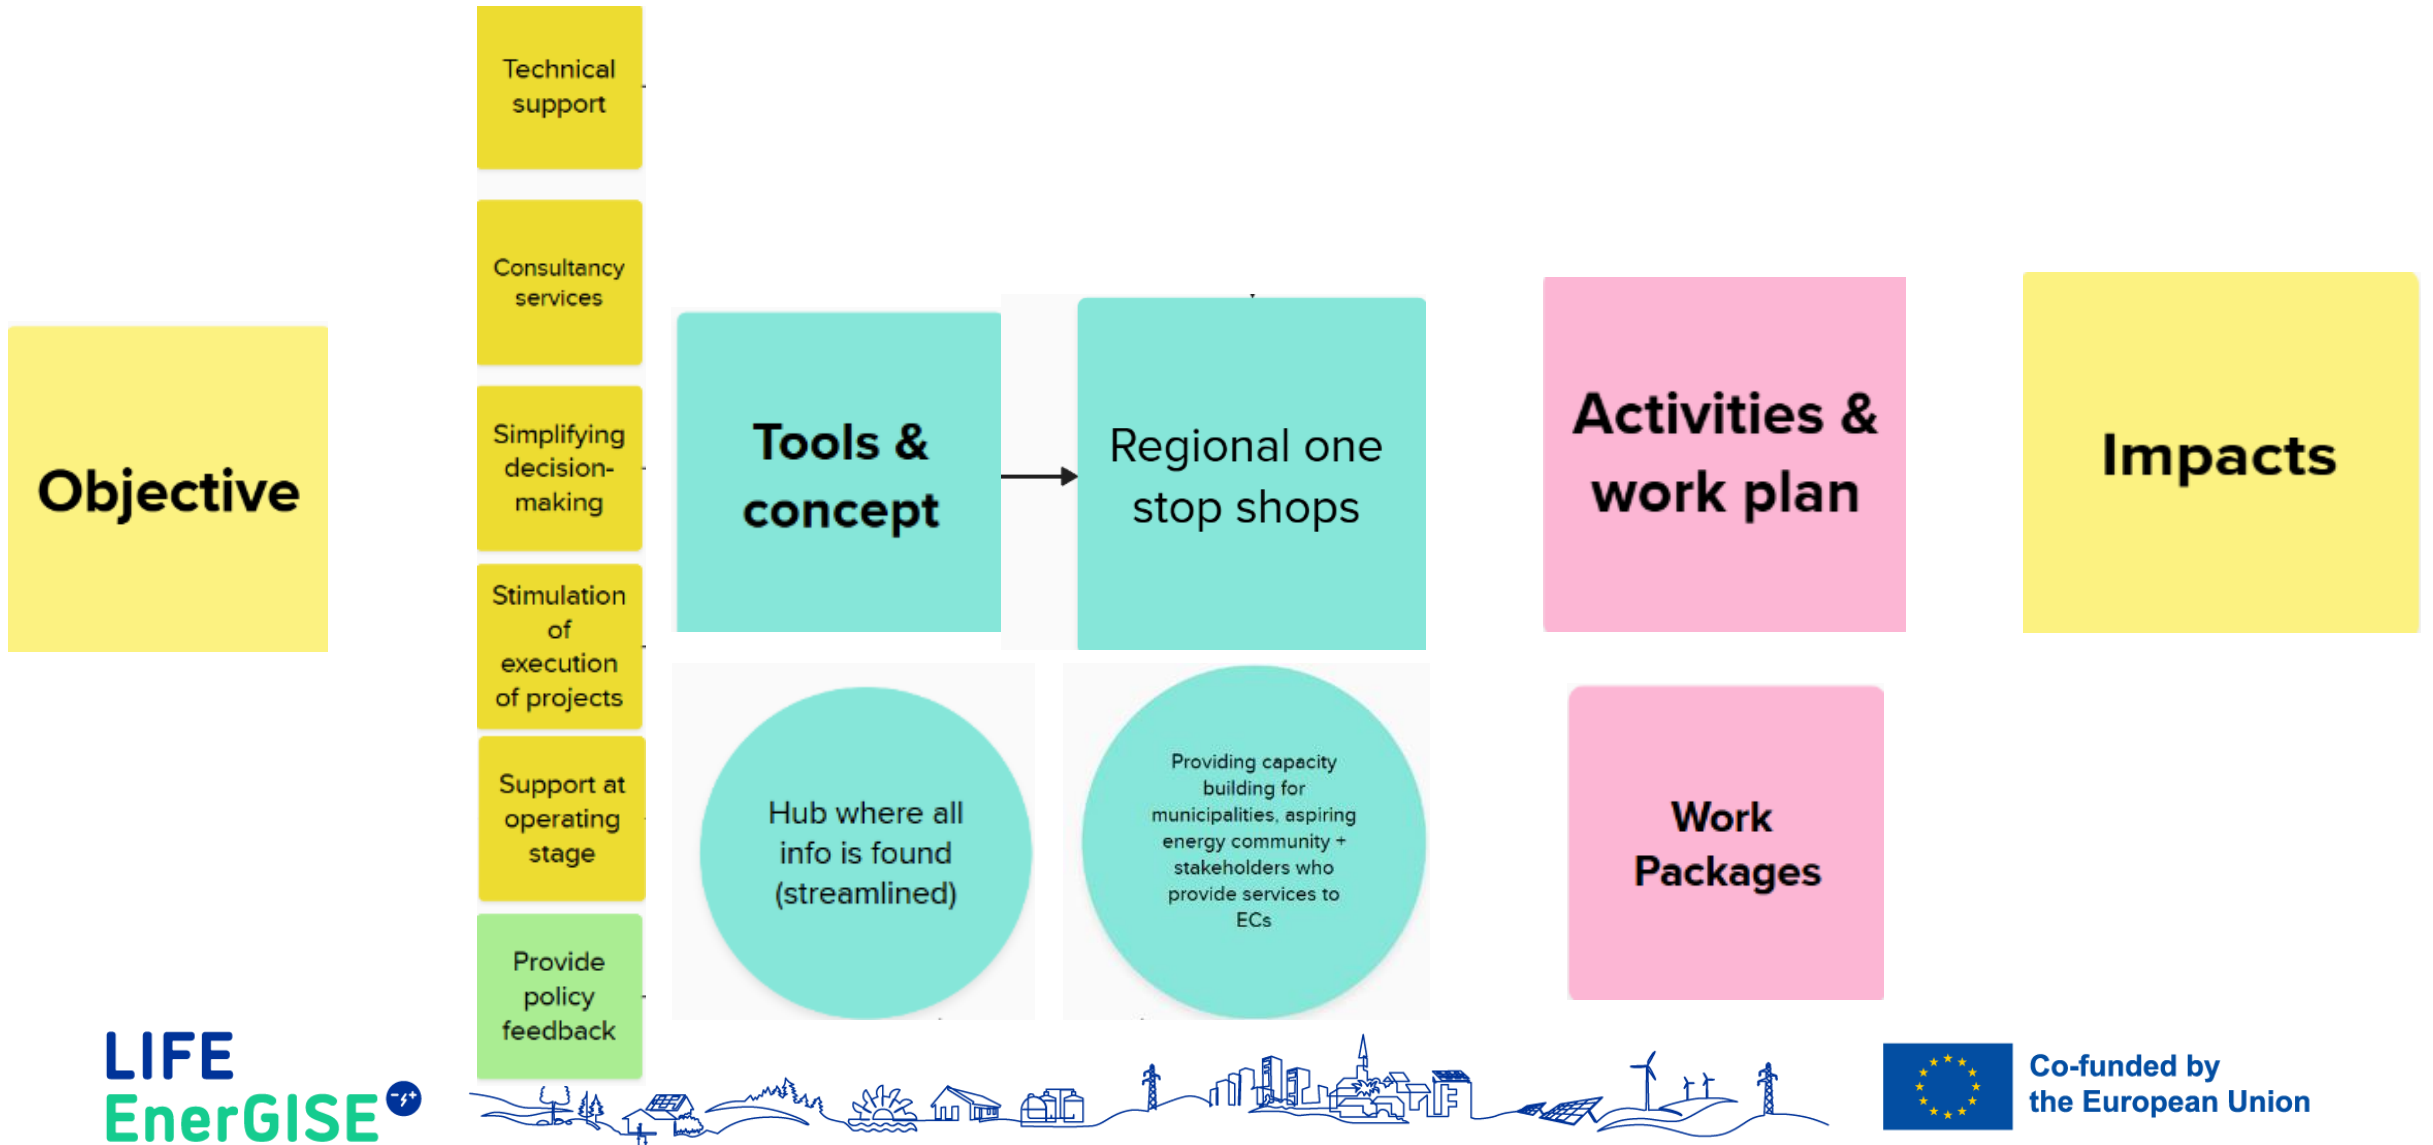 Objective
Technical
support
Consultancy
services
Simplifying
decision-
making
Stimulation
of
execution
of projects
Support at
operating
stage
Provide
policy
feedback
Tools &
concept
Regional one
stop shops
Hub where all
info is found
(streamlined)
Providing capacity
building for
municipalities, aspiring
energy community +
stakeholders who
provide services to
ECs
Activities &
work plan
Work
Packages
Impacts
LIFE
EnerGISE
Co-funded by
the European Union